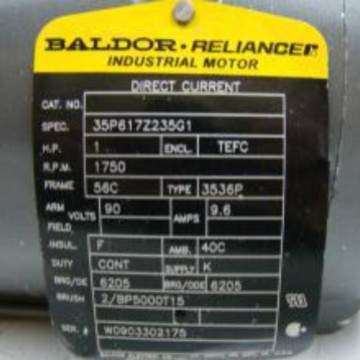 BALDOR • RELIANCER
INDUSTRIAL MOTOR
DIRECT CURRENT
CAT. NO.
SPEC. 35P617Z235G1
H.P. 1 ENCL. TEFC
R.P.M. 1750
FRAME 56C TYPE 3536P
ARM VOLTS 90 AMPS 9.6
FIELD
INSUL. F AMB. 40C
DUTY CONT SUPPLY K
BRG/DE 6205 BRG/ODE 6205
BRUSH 2/BP5000T15
SER. # W0903302175